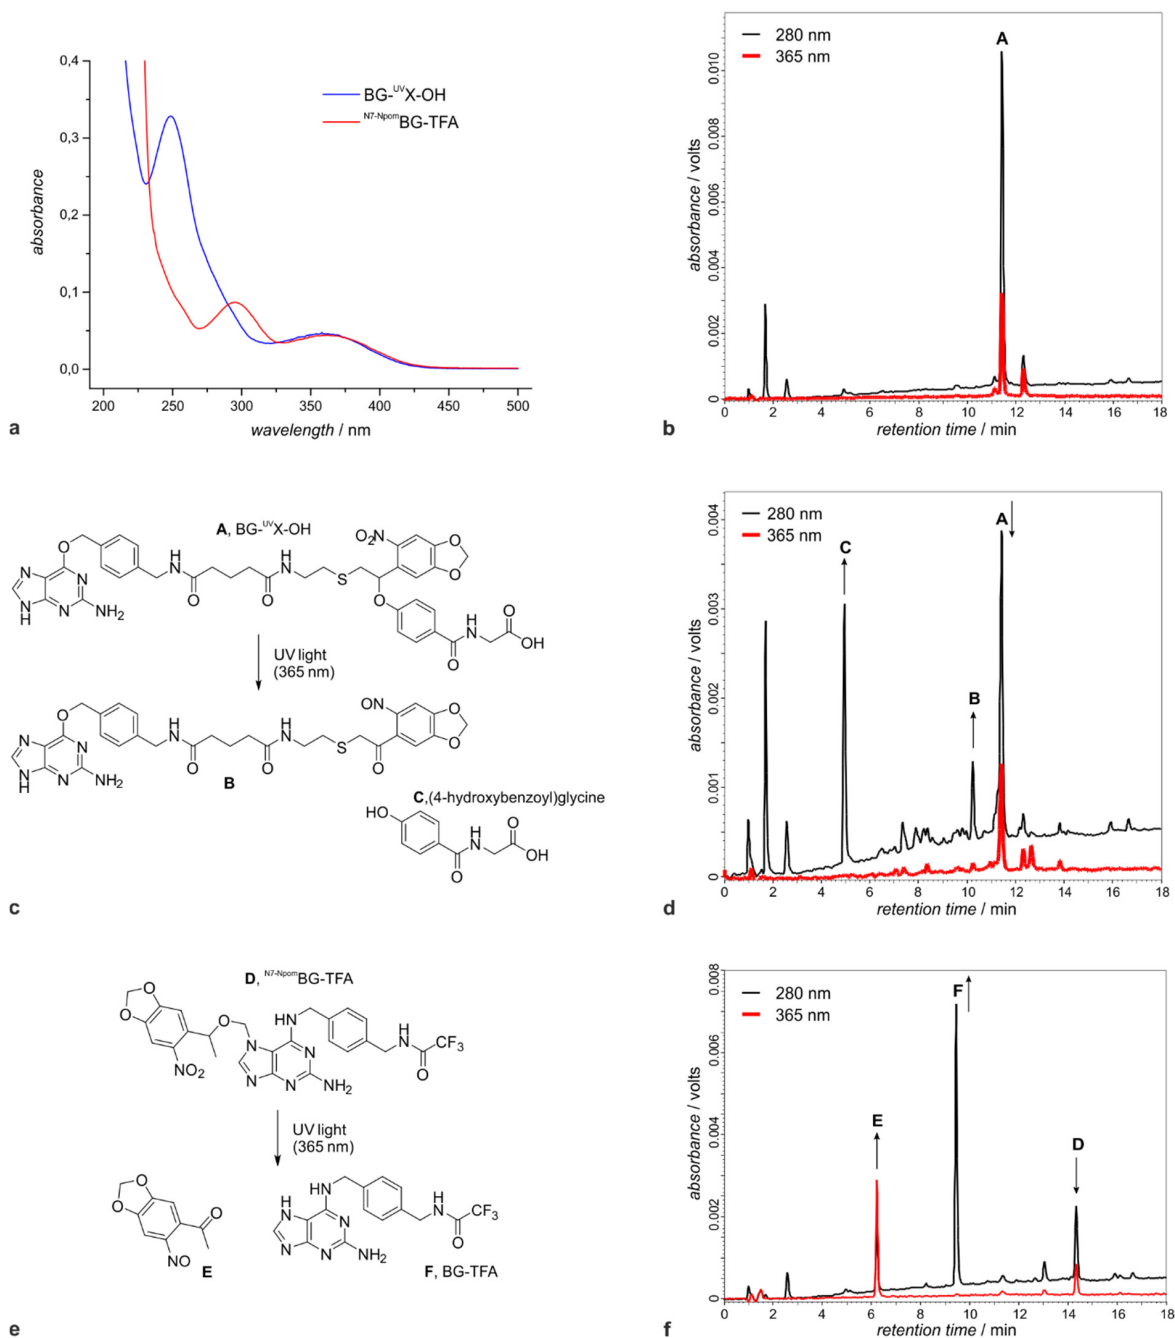 0,4
0,3
0,2
0,1
0,0
absorbance
BG-UVX-OH
N7-NpomBG-TFA
200 250 300 350 400 450 500
wavelength / nm
a
280 nm
365 nm
A
0.010
0.008
0.006
0.004
0.002
0
absorbance / volts
0 2 4 6 8 10 12 14 16 18
retention time / min
b
A, BG-UVX-OH
O
N
N
N
H
N
NH2
H
N
O
H
N
O
S
O2N
O
O
O
O
H
N
O
OH
UV light
(365 nm)
O
N
N
N
H
N
NH2
H
N
O
H
N
O
S
ON
O
O
O
B
C,(4-hydroxybenzoyl)glycine
HO
O
H
N
O
OH
c
280 nm
365 nm
C
B
A
0.004
0.003
0.002
0.001
0
absorbance / volts
0 2 4 6 8 10 12 14 16 18
retention time / min
d
D, N7-NpomBG-TFA
O
O
O
NO2
HN
N
N
N
N
NH2
H
N
O
CF3
UV light
(365 nm)
O
O
O
NO
E
HN
H
N
N
N
N
NH2
H
N
O
CF3
F, BG-TFA
e
280 nm
365 nm
E
F
D
0.008
0.006
0.004
0.002
0.000
absorbance / volts
0 2 4 6 8 10 12 14 16 18
retention time / min
f